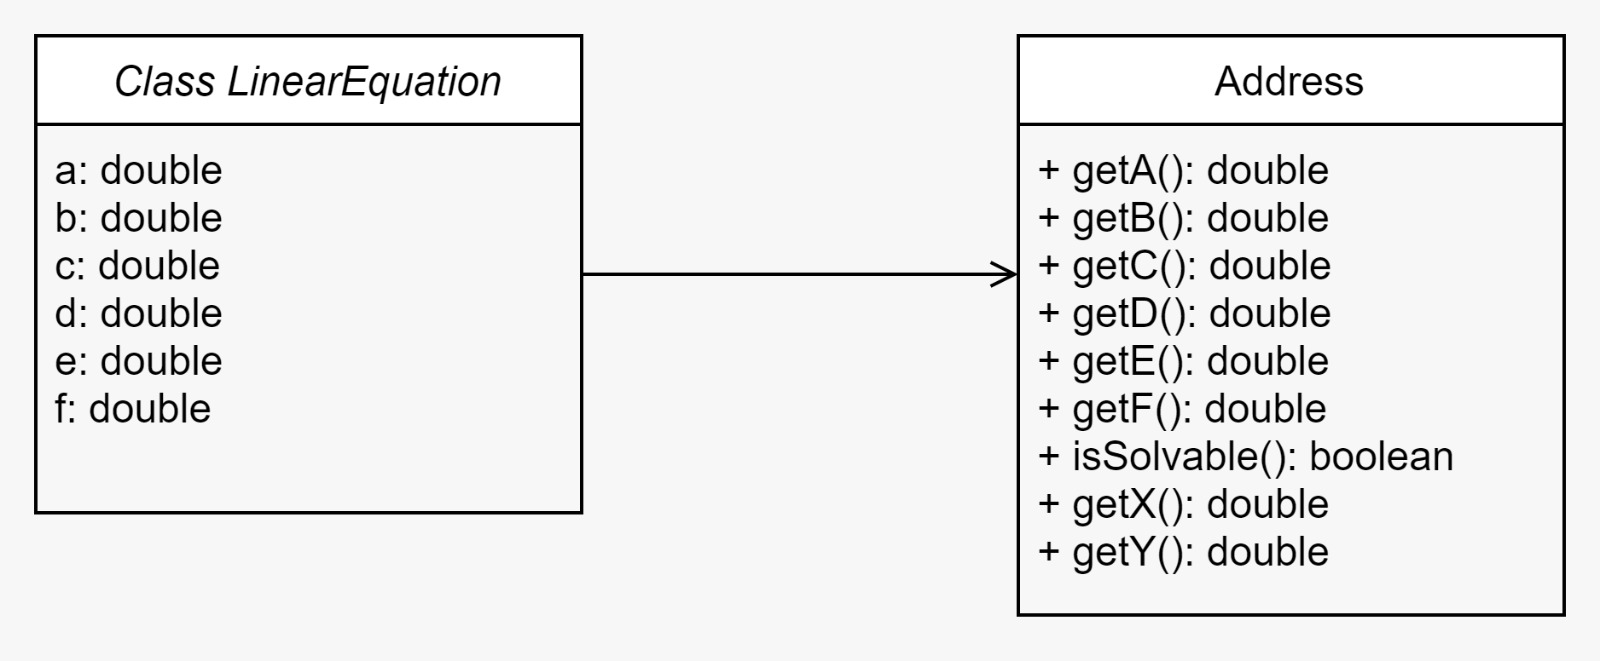 Class LinearEquation
a: double
b: double
c: double
d: double
e: double
f: double
Address
+ getA(): double
+ getB(): double
+ getC(): double
+ getD(): double
+ getE(): double
+ getF(): double
+ isSolvable(): boolean
+ getX(): double
+ getY(): double